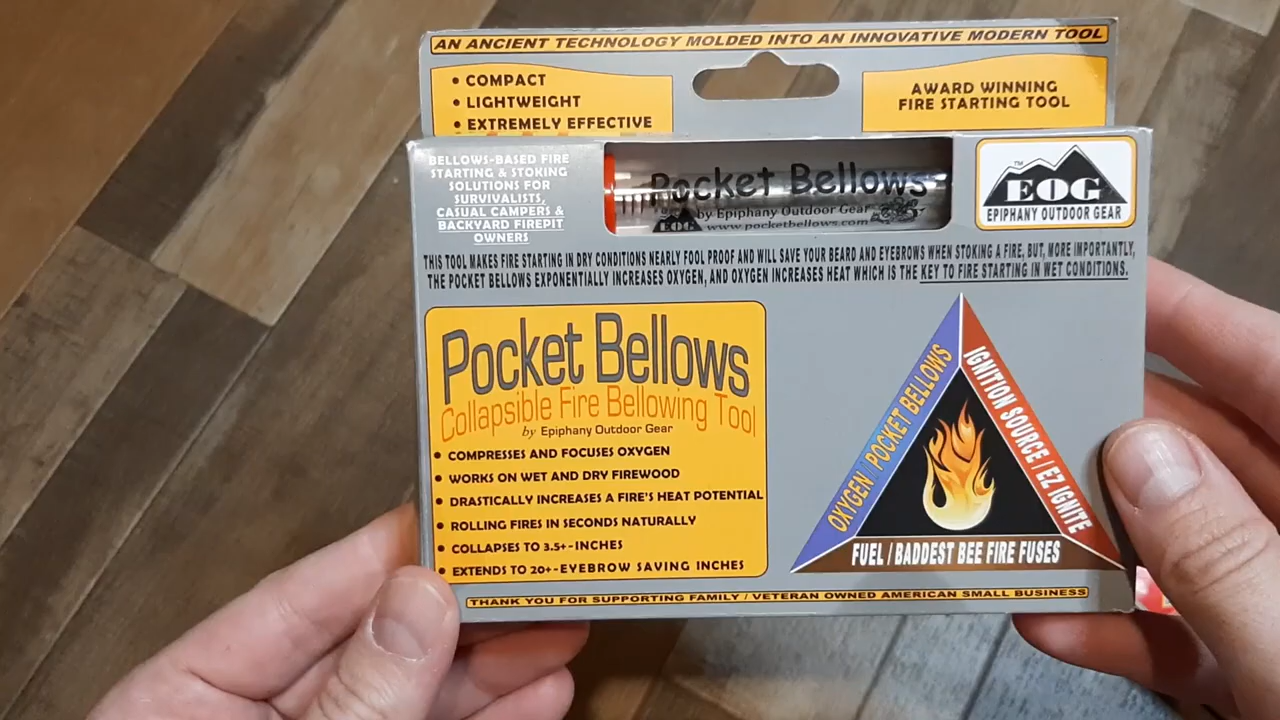 AN ANCIENT TECHNOLOGY MOLDED INTO AN INNOVATIVE MODERN TOOL
• COMPACT
• LIGHTWEIGHT
• EXTREMELY EFFECTIVE
AWARD WINNING
FIRE STARTING TOOL
BELLOWS-BASED FIRE
STARTING & STOKING
SOLUTIONS FOR
SURVIVALISTS,
CASUAL CAMPERS &
BACKYARD FIREPIT
OWNERS
Pocket Bellows
EOG
by Epiphany Outdoor Gear
www.pocketbellows.com
TM
EOG
EPIPHANY OUTDOOR GEAR
THIS TOOL MAKES FIRE STARTING IN DRY CONDITIONS NEARLY FOOL PROOF AND WILL SAVE YOUR BEARD AND EYEBROWS WHEN STOKING A FIRE, BUT, MORE IMPORTANTLY,
THE POCKET BELLOWS EXPONENTIALLY INCREASES OXYGEN, AND OXYGEN INCREASES HEAT WHICH IS THE KEY TO FIRE STARTING IN WET CONDITIONS.
Pocket Bellows
Collapsible Fire Bellowing Tool
by Epiphany Outdoor Gear
• COMPRESSES AND FOCUSES OXYGEN
• WORKS ON WET AND DRY FIREWOOD
• DRASTICALLY INCREASES A FIRE'S HEAT POTENTIAL
• ROLLING FIRES IN SECONDS NATURALLY
• COLLAPSES TO 3.5+-INCHES
• EXTENDS TO 20+-EYEBROW SAVING INCHES
OXYGEN / POCKET BELLOWS
IGNITION SOURCE / EZ IGNITE
FUEL / BADDEST BEE FIRE FUSES
THANK YOU FOR SUPPORTING FAMILY / VETERAN OWNED AMERICAN SMALL BUSINESS